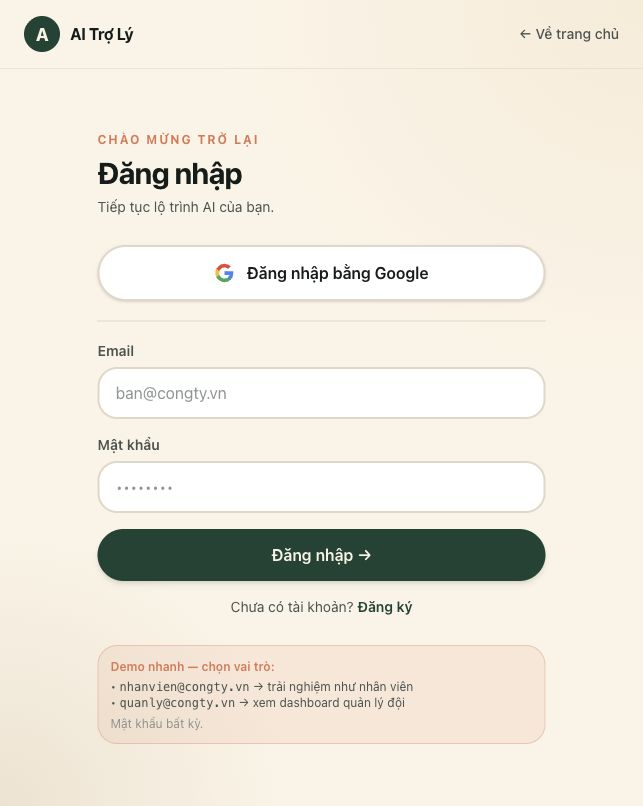 A AI Trợ Lý
← Về trang chủ
CHÀO MỪNG TRỞ LẠI
Đăng nhập
Tiếp tục lộ trình AI của bạn.
Đăng nhập bằng Google
Email
ban@congty.vn
Mật khẩu
••••••••
Đăng nhập →
Chưa có tài khoản? Đăng ký
Demo nhanh — chọn vai trò:
• nhanvien@congty.vn → trải nghiệm như nhân viên
• quanly@congty.vn → xem dashboard quản lý đội
Mật khẩu bất kỳ.